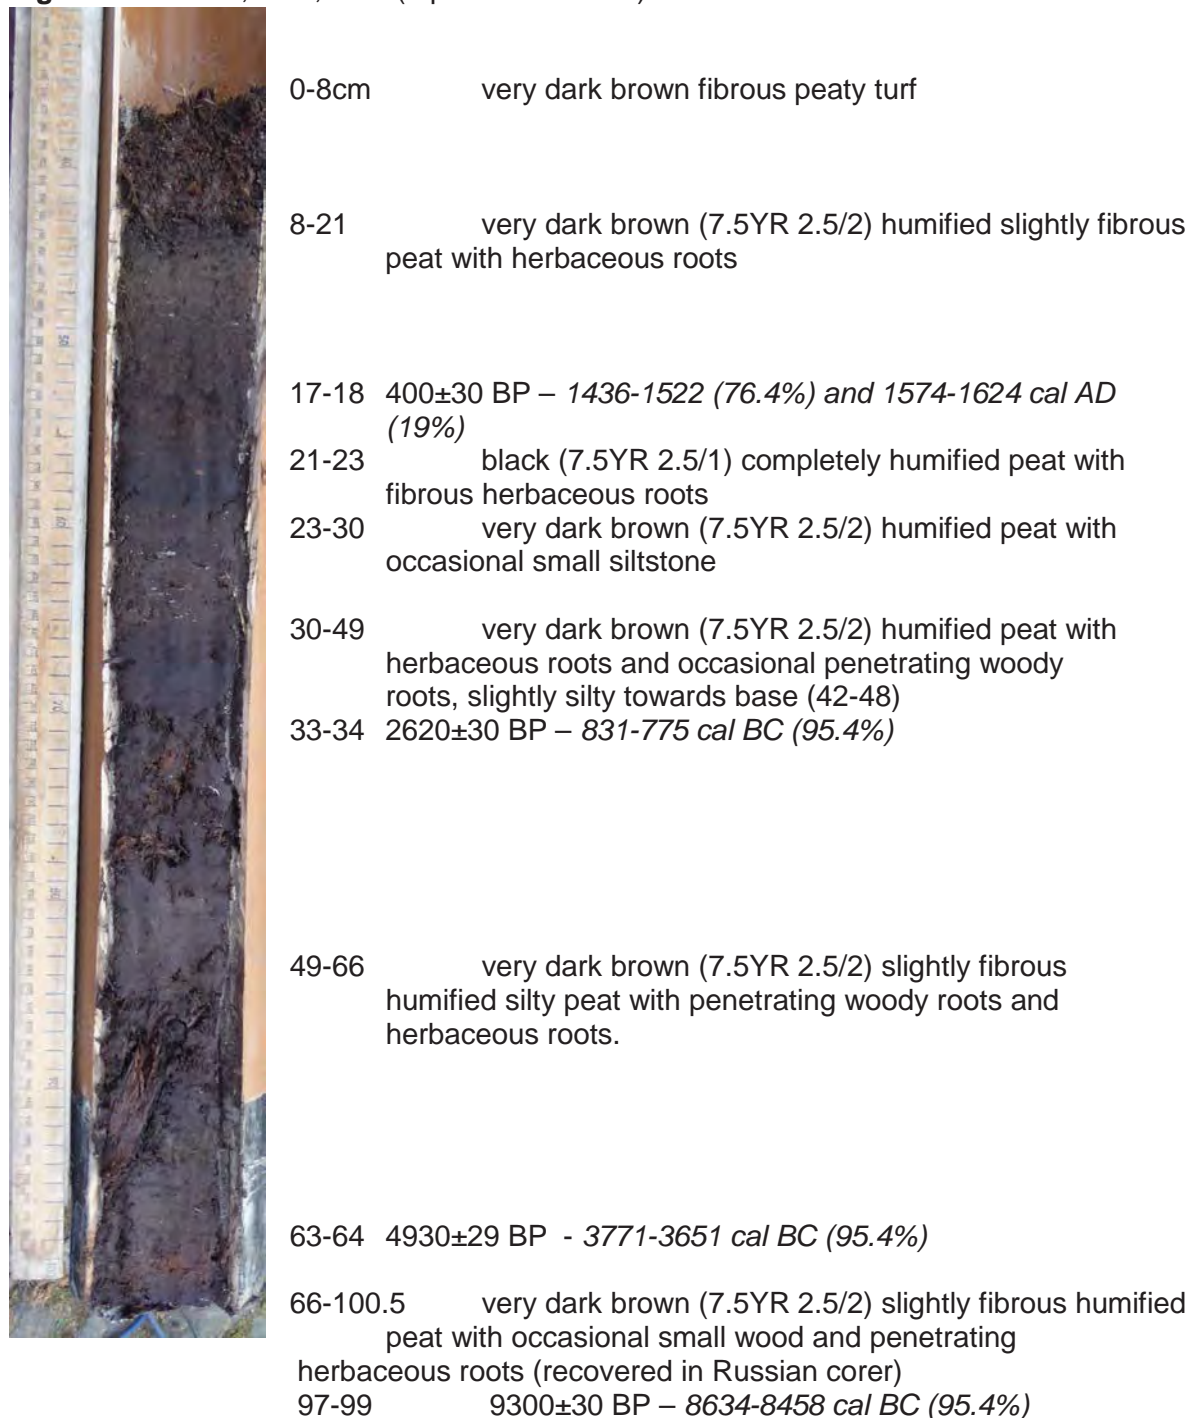 0-8cm very dark brown fibrous peaty turf
8-21 very dark brown (7.5YR 2.5/2) humified slightly fibrous
peat with herbaceous roots
17-18 400±30 BP – 1436-1522 (76.4%) and 1574-1624 cal AD
(19%)
21-23 black (7.5YR 2.5/1) completely humified peat with
fibrous herbaceous roots
23-30 very dark brown (7.5YR 2.5/2) humified peat with
occasional small siltstone
30-49 very dark brown (7.5YR 2.5/2) humified peat with
herbaceous roots and occasional penetrating woody
roots, slightly silty towards base (42-48)
33-34 2620±30 BP – 831-775 cal BC (95.4%)
49-66 very dark brown (7.5YR 2.5/2) slightly fibrous
humified silty peat with penetrating woody roots and
herbaceous roots.
63-64 4930±29 BP - 3771-3651 cal BC (95.4%)
66-100.5 very dark brown (7.5YR 2.5/2) slightly fibrous humified
peat with occasional small wood and penetrating
herbaceous roots (recovered in Russian corer)
97-99 9300±30 BP – 8634-8458 cal BC (95.4%)